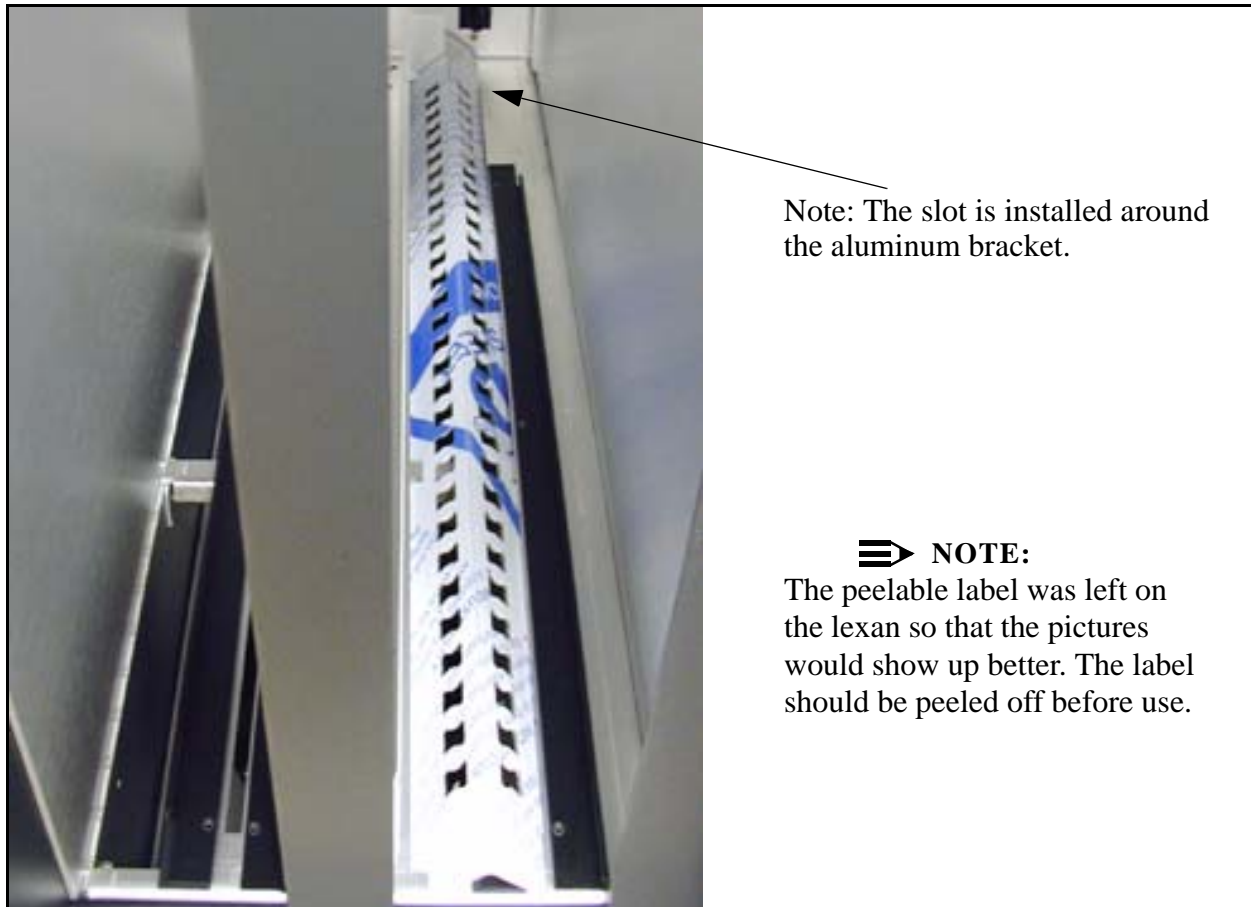 Note: The slot is installed around
the aluminum bracket.
NOTE:
The peelable label was left on
the lexan so that the pictures
would show up better. The label
should be peeled off before use.